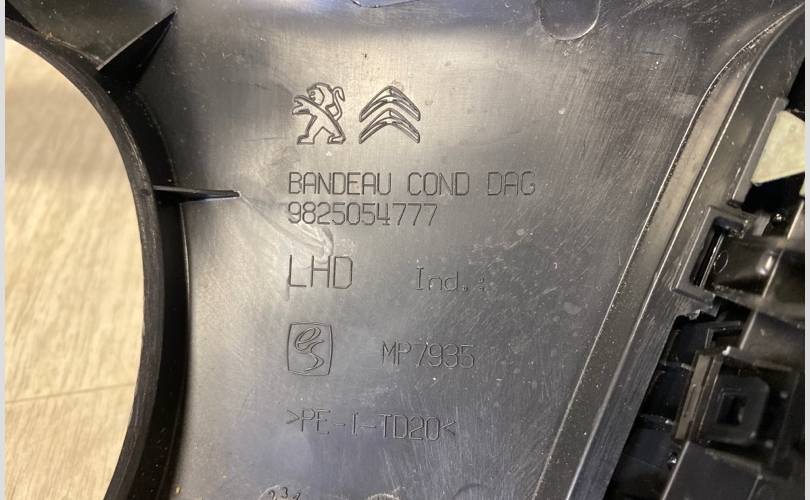 BANDEAU COND DAG
9825054777
LHD Ind.:
MP7935
>PE-I-TD20<